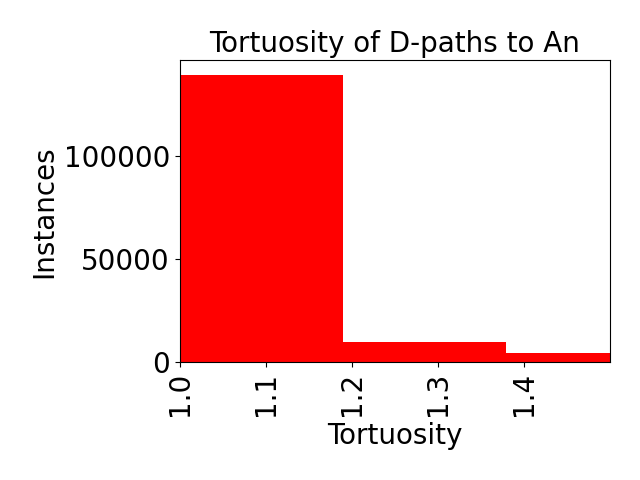 Tortuosity of D-paths to An
Instances
100000
50000
0
1.0 1.1 1.2 1.3 1.4
Tortuosity